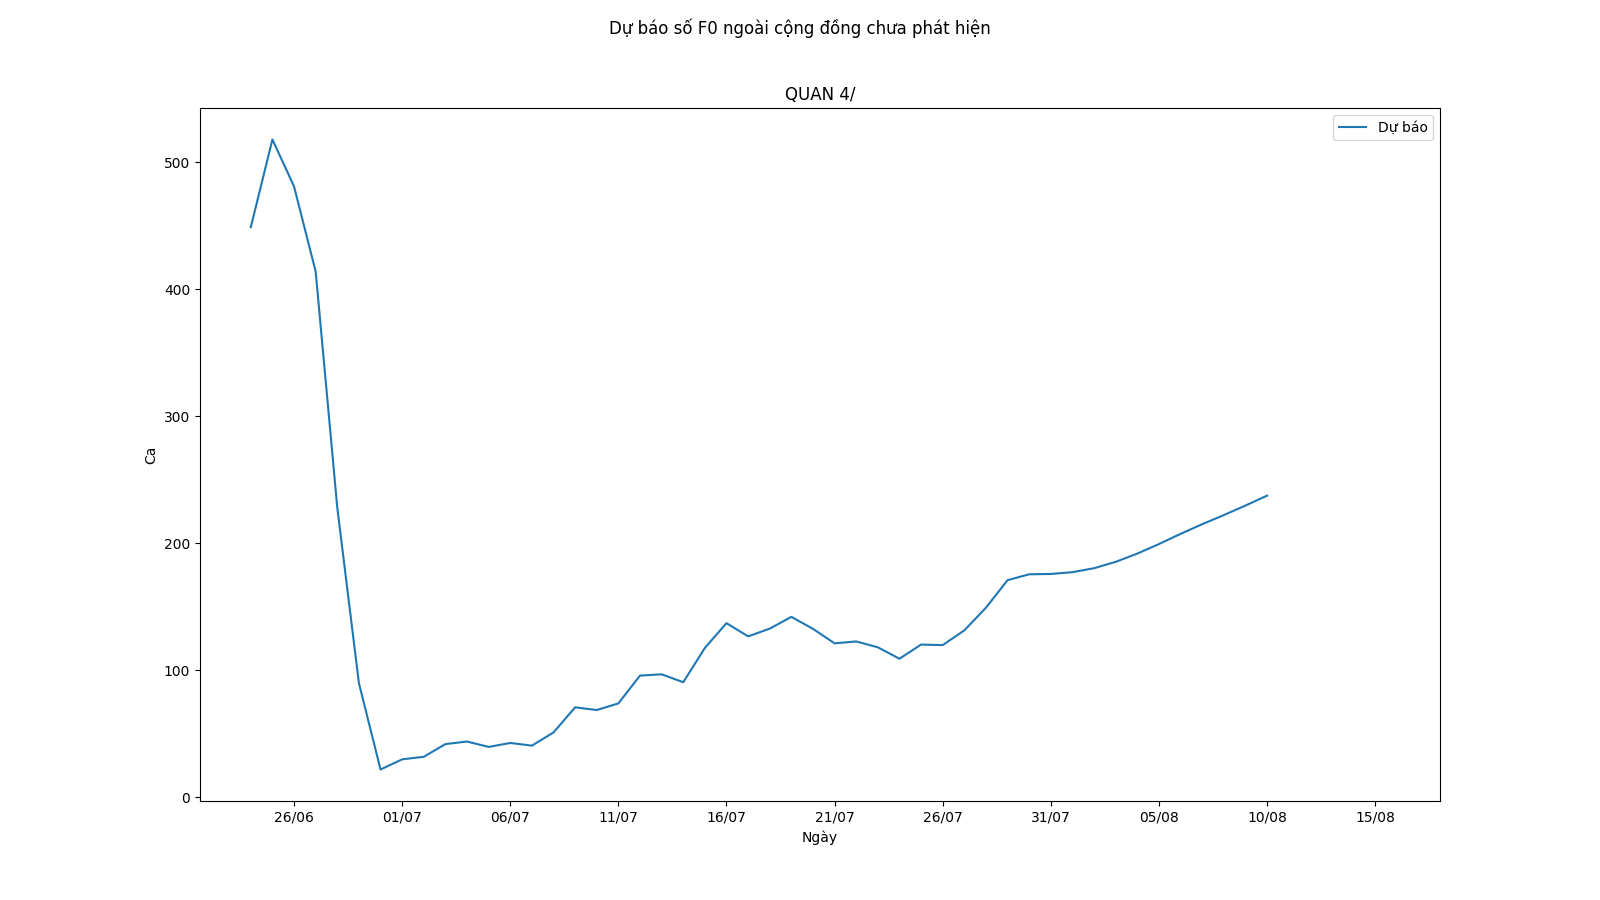 Dự báo số F0 ngoài cộng đồng chưa phát hiện
QUAN 4/
Dự báo
500
400
300
200
100
0
Ca
26/06 01/07 06/07 11/07 16/07 21/07 26/07 31/07 05/08 10/08 15/08
Ngày